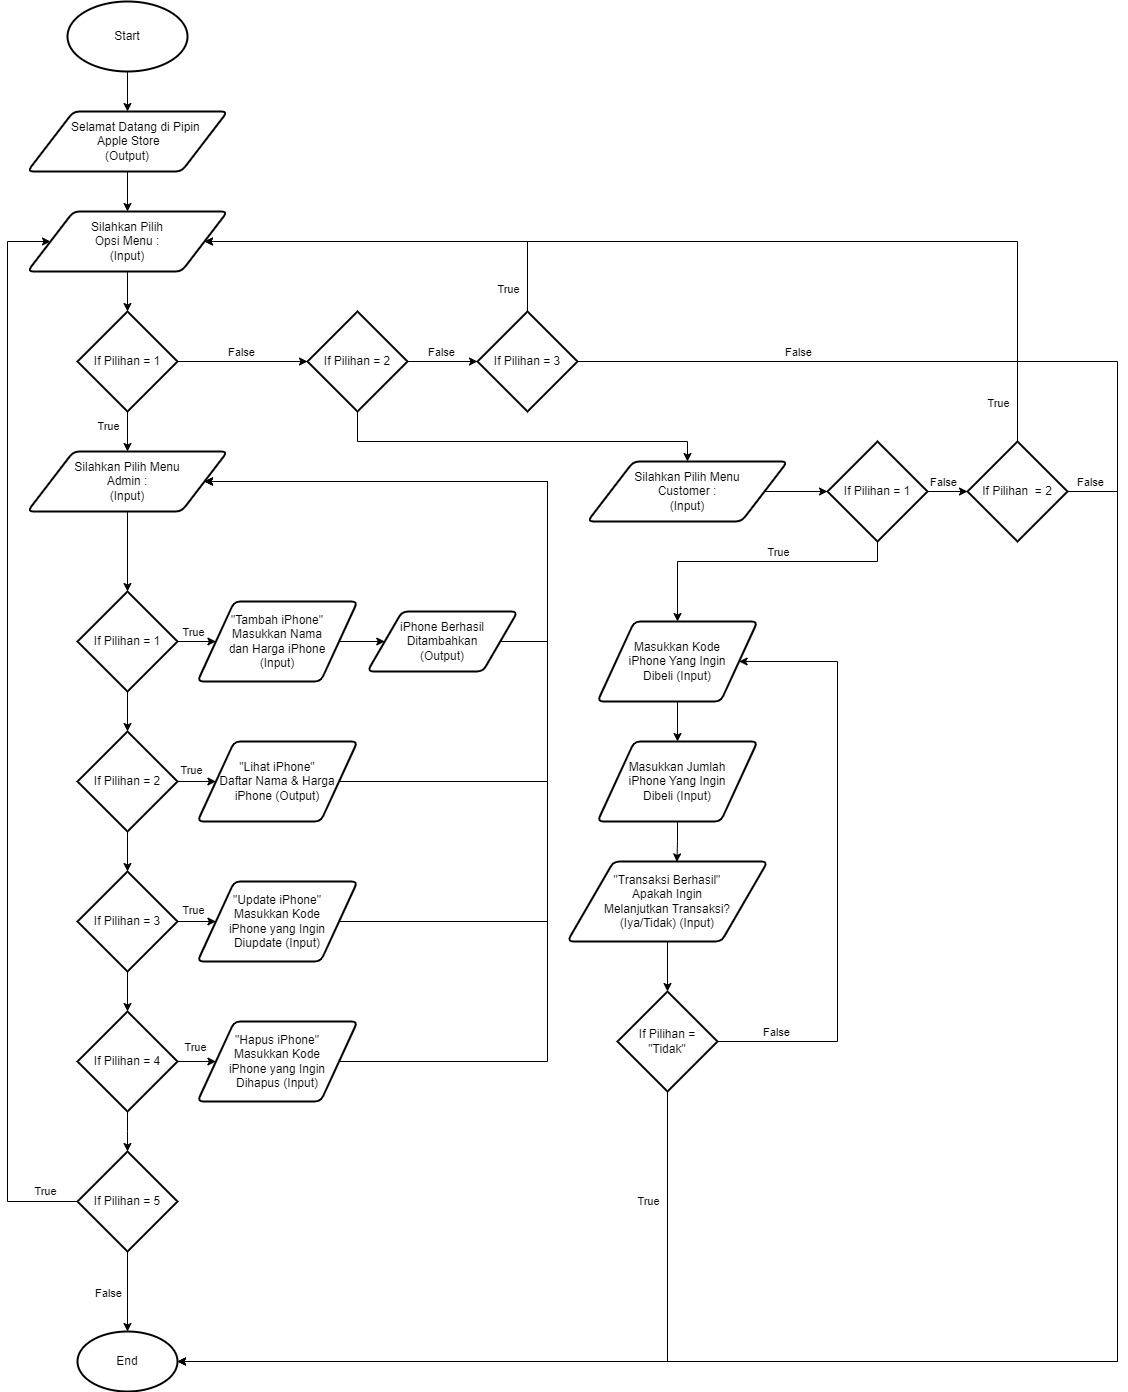 Start
Selamat Datang di Pipin
Apple Store
(Output)
Silahkan Pilih
Opsi Menu :
(Input)
True
If Pilihan = 1
False
If Pilihan = 2
False
If Pilihan = 3
False
True
True
Silahkan Pilih Menu
Admin :
(Input)
Silahkan Pilih Menu
Customer :
(Input)
If Pilihan = 1
False
If Pilihan  = 2
False
True
If Pilihan = 1
True
"Tambah iPhone"
Masukkan Nama
dan Harga iPhone
(Input)
iPhone Berhasil
Ditambahkan
(Output)
Masukkan Kode
iPhone Yang Ingin
Dibeli (Input)
If Pilihan = 2
True
"Lihat iPhone"
Daftar Nama & Harga
iPhone (Output)
Masukkan Jumlah
iPhone Yang Ingin
Dibeli (Input)
If Pilihan = 3
True
"Update iPhone"
Masukkan Kode
iPhone yang Ingin
Diupdate (Input)
"Transaksi Berhasil"
Apakah Ingin
Melanjutkan Transaksi?
(Iya/Tidak) (Input)
If Pilihan = 4
True
"Hapus iPhone"
Masukkan Kode
iPhone yang Ingin
Dihapus (Input)
If Pilihan =
"Tidak"
False
True
If Pilihan = 5
True
False
End